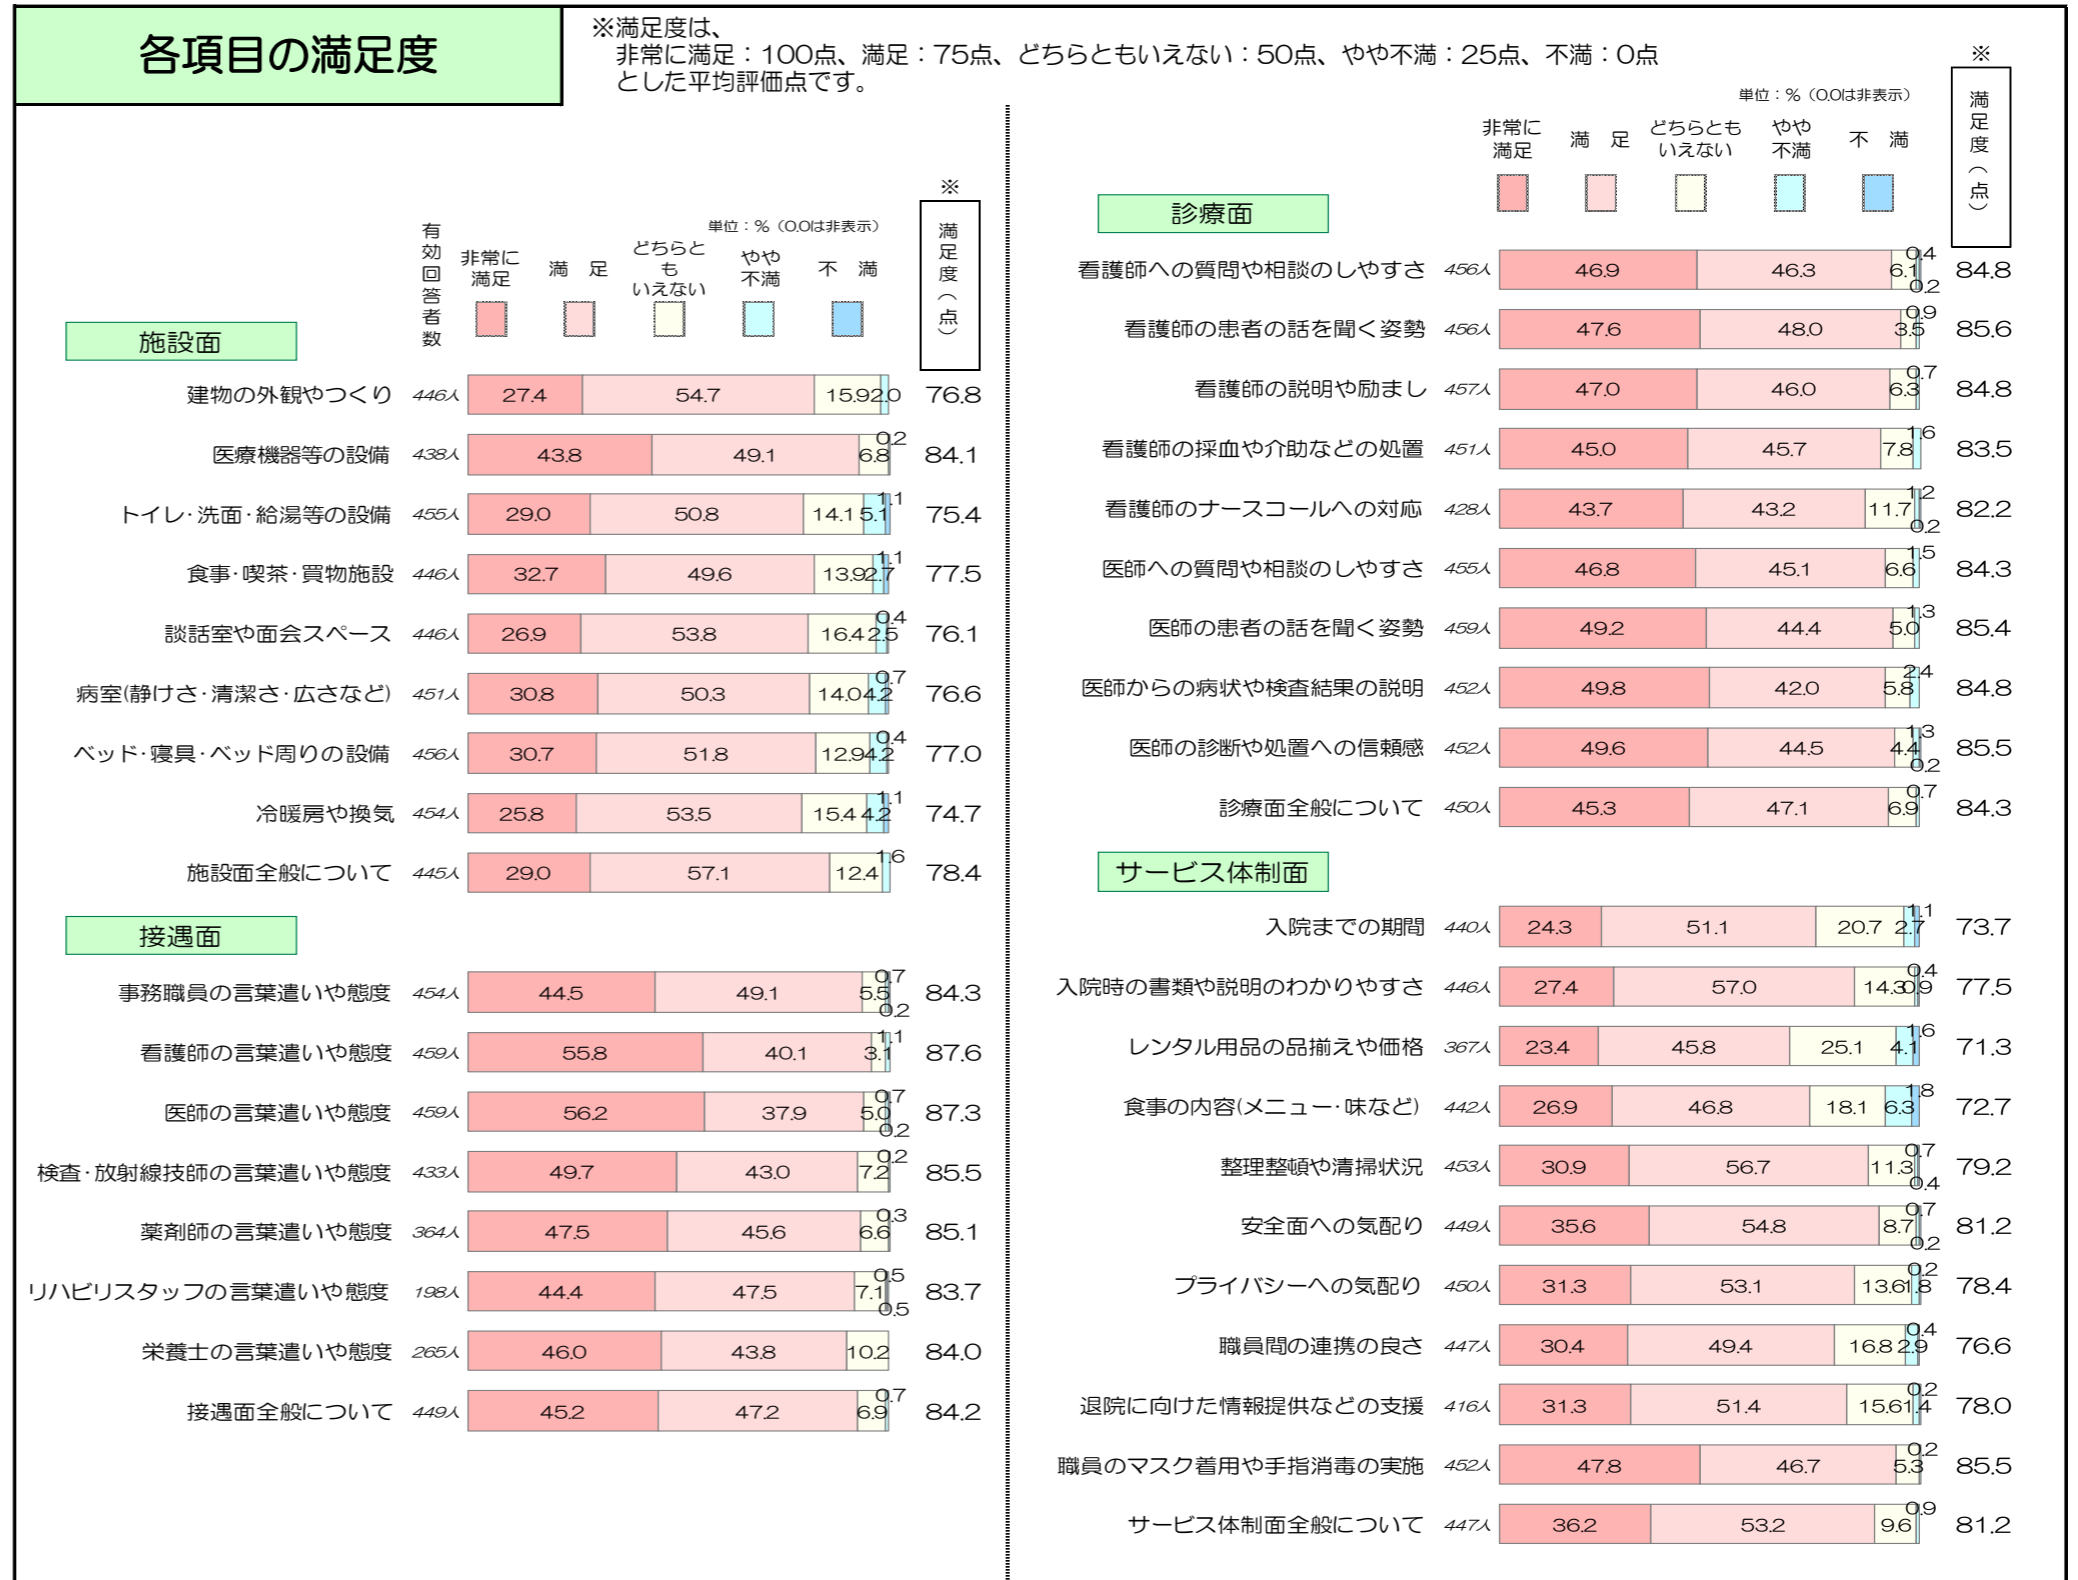 各項目の満足度
※満足度は、
非常に満足：100点、満足：75点、どちらともいえない：50点、やや不満：25点、不満：0点
とした平均評価点です。
※
満足度（点）
単位：％（0.0は非表示）
有効回答者数
非常に満足
満 足
どちらともいえない
やや不満
不 満
施設面
建物の外観やつくり 446人 27.4 54.7 15.9 2.0 76.8
医療機器等の設備 438人 43.8 49.1 6.8 0.2 84.1
トイレ･洗面･給湯等の設備 455人 29.0 50.8 14.1 5.1 1.1 75.4
食事･喫茶･買物施設 446人 32.7 49.6 13.9 2.7 1.1 77.5
談話室や面会スペース 446人 26.9 53.8 16.4 2.5 0.4 76.1
病室(静けさ･清潔さ･広さなど) 451人 30.8 50.3 14.0 4.2 0.7 76.6
ベッド･寝具･ベッド周りの設備 456人 30.7 51.8 12.9 4.2 0.4 77.0
冷暖房や換気 454人 25.8 53.5 15.4 4.2 1.1 74.7
施設面全般について 445人 29.0 57.1 12.4 1.6 78.4
接遇面
事務職員の言葉遣いや態度 454人 44.5 49.1 5.5 0.7 0.2 84.3
看護師の言葉遣いや態度 459人 55.8 40.1 3.1 1.1 87.6
医師の言葉遣いや態度 459人 56.2 37.9 5.0 0.7 0.2 87.3
検査･放射線技師の言葉遣いや態度 433人 49.7 43.0 7.2 0.2 85.5
薬剤師の言葉遣いや態度 364人 47.5 45.6 6.6 0.3 85.1
リハビリスタッフの言葉遣いや態度 198人 44.4 47.5 7.1 0.5 0.5 83.7
栄養士の言葉遣いや態度 265人 46.0 43.8 10.2 84.0
接遇面全般について 449人 45.2 47.2 6.9 0.7 84.2
単位：％（0.0は非表示）
※
満足度（点）
非常に満足
満 足
どちらともいえない
やや不満
不 満
診療面
看護師への質問や相談のしやすさ 456人 46.9 46.3 6.1 0.4 0.2 84.8
看護師の患者の話を聞く姿勢 456人 47.6 48.0 3.5 0.9 85.6
看護師の説明や励まし 457人 47.0 46.0 6.3 0.7 84.8
看護師の採血や介助などの処置 451人 45.0 45.7 7.8 1.6 83.5
看護師のナースコールへの対応 428人 43.7 43.2 11.7 1.2 0.2 82.2
医師への質問や相談のしやすさ 455人 46.8 45.1 6.6 1.5 84.3
医師の患者の話を聞く姿勢 459人 49.2 44.4 5.0 1.3 85.4
医師からの病状や検査結果の説明 452人 49.8 42.0 5.8 2.4 84.8
医師の診断や処置への信頼感 452人 49.6 44.5 4.4 1.3 0.2 85.5
診療面全般について 450人 45.3 47.1 6.9 0.7 84.3
サービス体制面
入院までの期間 440人 24.3 51.1 20.7 2.7 1.1 73.7
入院時の書類や説明のわかりやすさ 446人 27.4 57.0 14.3 0.9 0.4 77.5
レンタル用品の品揃えや価格 367人 23.4 45.8 25.1 4.1 1.6 71.3
食事の内容(メニュー･味など) 442人 26.9 46.8 18.1 6.3 1.8 72.7
整理整頓や清掃状況 453人 30.9 56.7 11.3 0.7 0.4 79.2
安全面への気配り 449人 35.6 54.8 8.7 0.7 0.2 81.2
プライバシーへの気配り 450人 31.3 53.1 13.6 1.8 0.2 78.4
職員間の連携の良さ 447人 30.4 49.4 16.8 2.9 0.4 76.6
退院に向けた情報提供などの支援 416人 31.3 51.4 15.6 1.4 0.2 78.0
職員のマスク着用や手指消毒の実施 452人 47.8 46.7 5.3 0.2 85.5
サービス体制面全般について 447人 36.2 53.2 9.6 0.9 81.2